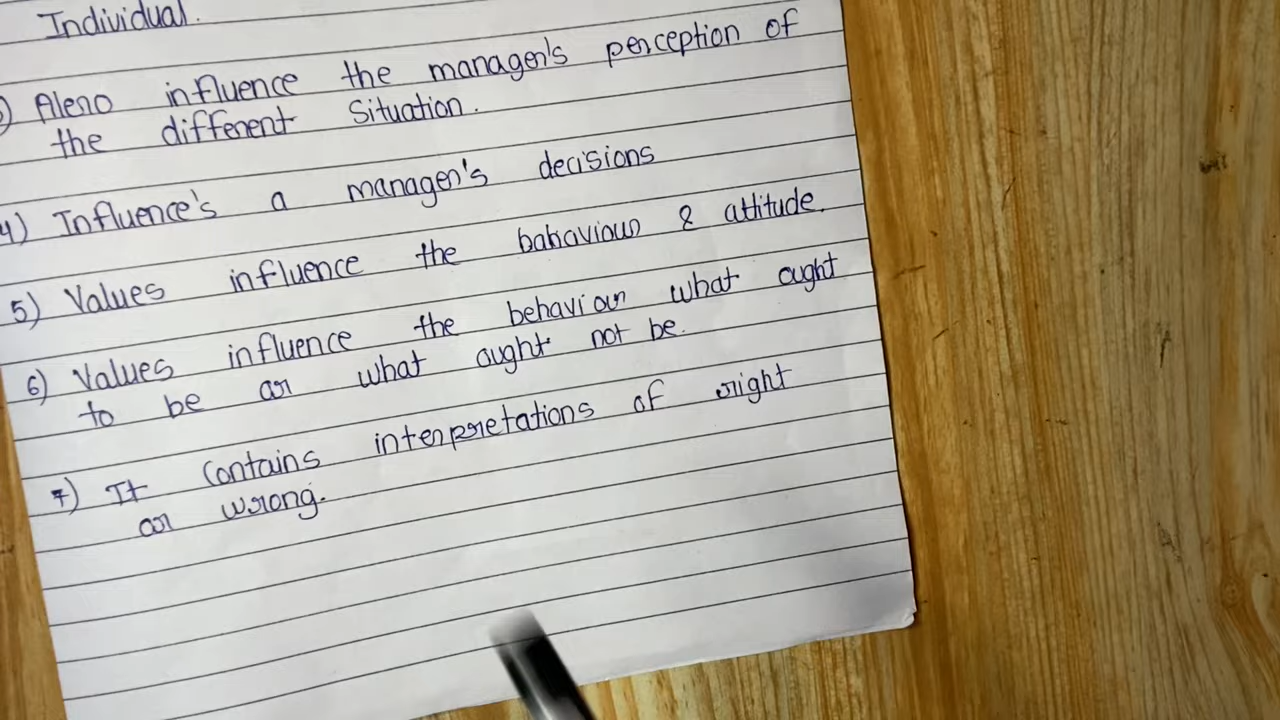 Individual.
) Aleno influence the manager's perception of
the different Situation.
4) Influence's a manager's decisions
5) Values influence the bahaviour & attitude.
6) Values influence the behaviour what ought
to be or what ought not be.
7) It Contains interpretations of right
or wrong.